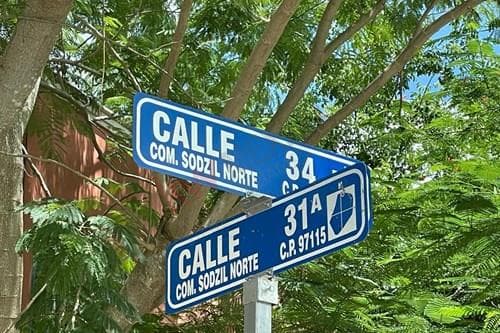 CALLE 34
COM. SODZIL NORTE
CALLE 31A
COM. SODZIL NORTE C.P. 97115